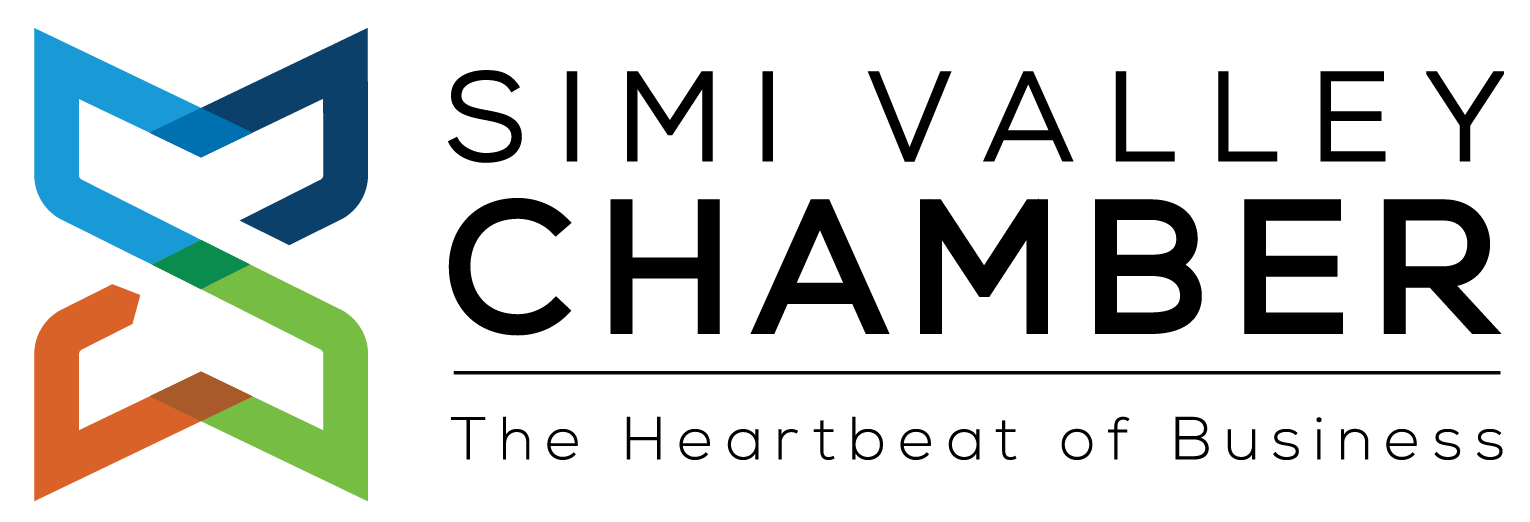 SIMI VALLEY
CHAMBER
The Heartbeat of Business